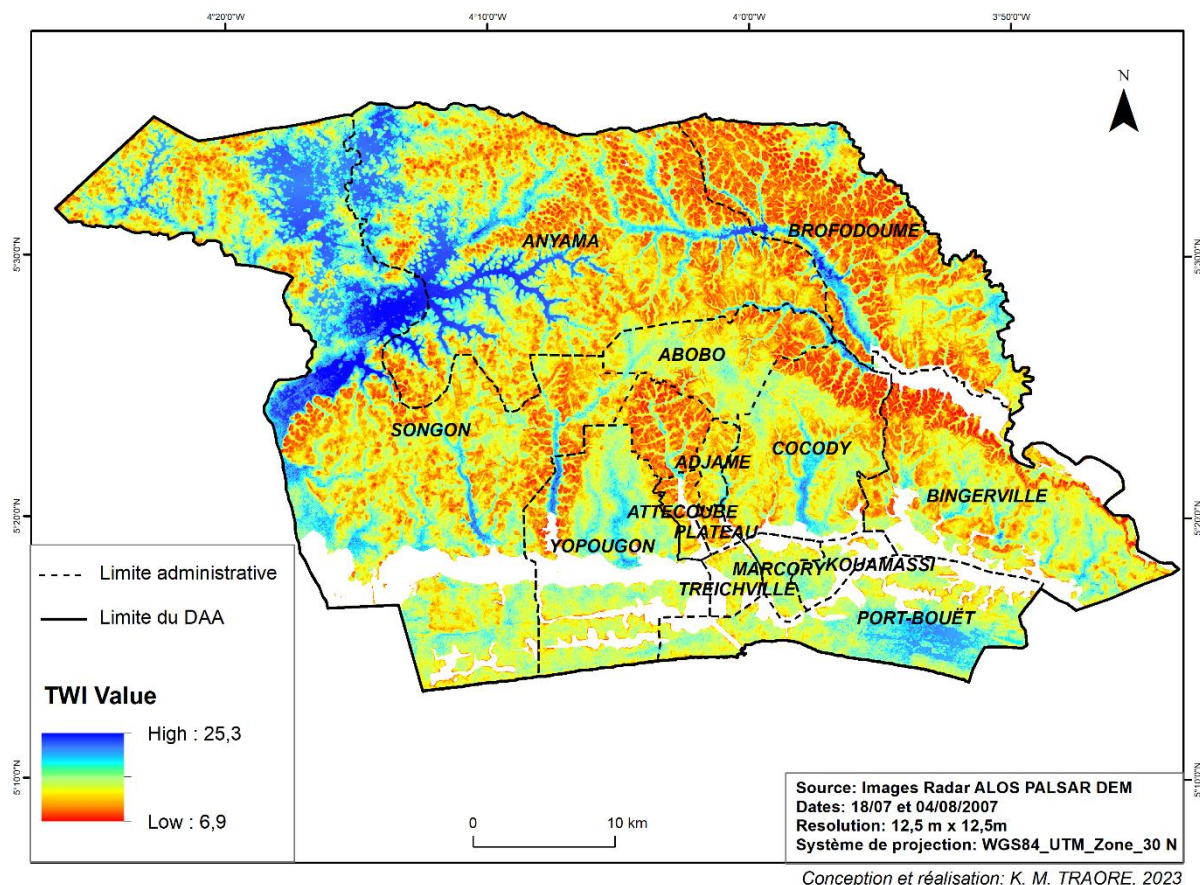 4°20'0"W
4°10'0"W
4°0'0"W
3°50'0"W
N
5°30'0"N
5°30'0"N
ANYAMA
BROFODOUME
ABOBO
SONGON
COCODY
ADJAME
BINGERVILLE
5°20'0"N
5°20'0"N
ATTECOUBE
PLATEAU
YOPOUGON
MARCORY
KOUAMASSI
TREICHVILLE
PORT-BOUËT
Limite administrative
Limite du DAA
TWI Value
High : 25,3
Low : 6,9
5°10'0"N
5°10'0"N
0 10 km
Source: Images Radar ALOS PALSAR DEM
Dates: 18/07 et 04/08/2007
Resolution: 12,5 m x 12,5m
Système de projection: WGS84_UTM_Zone_30 N
Conception et réalisation: K. M. TRAORE, 2023